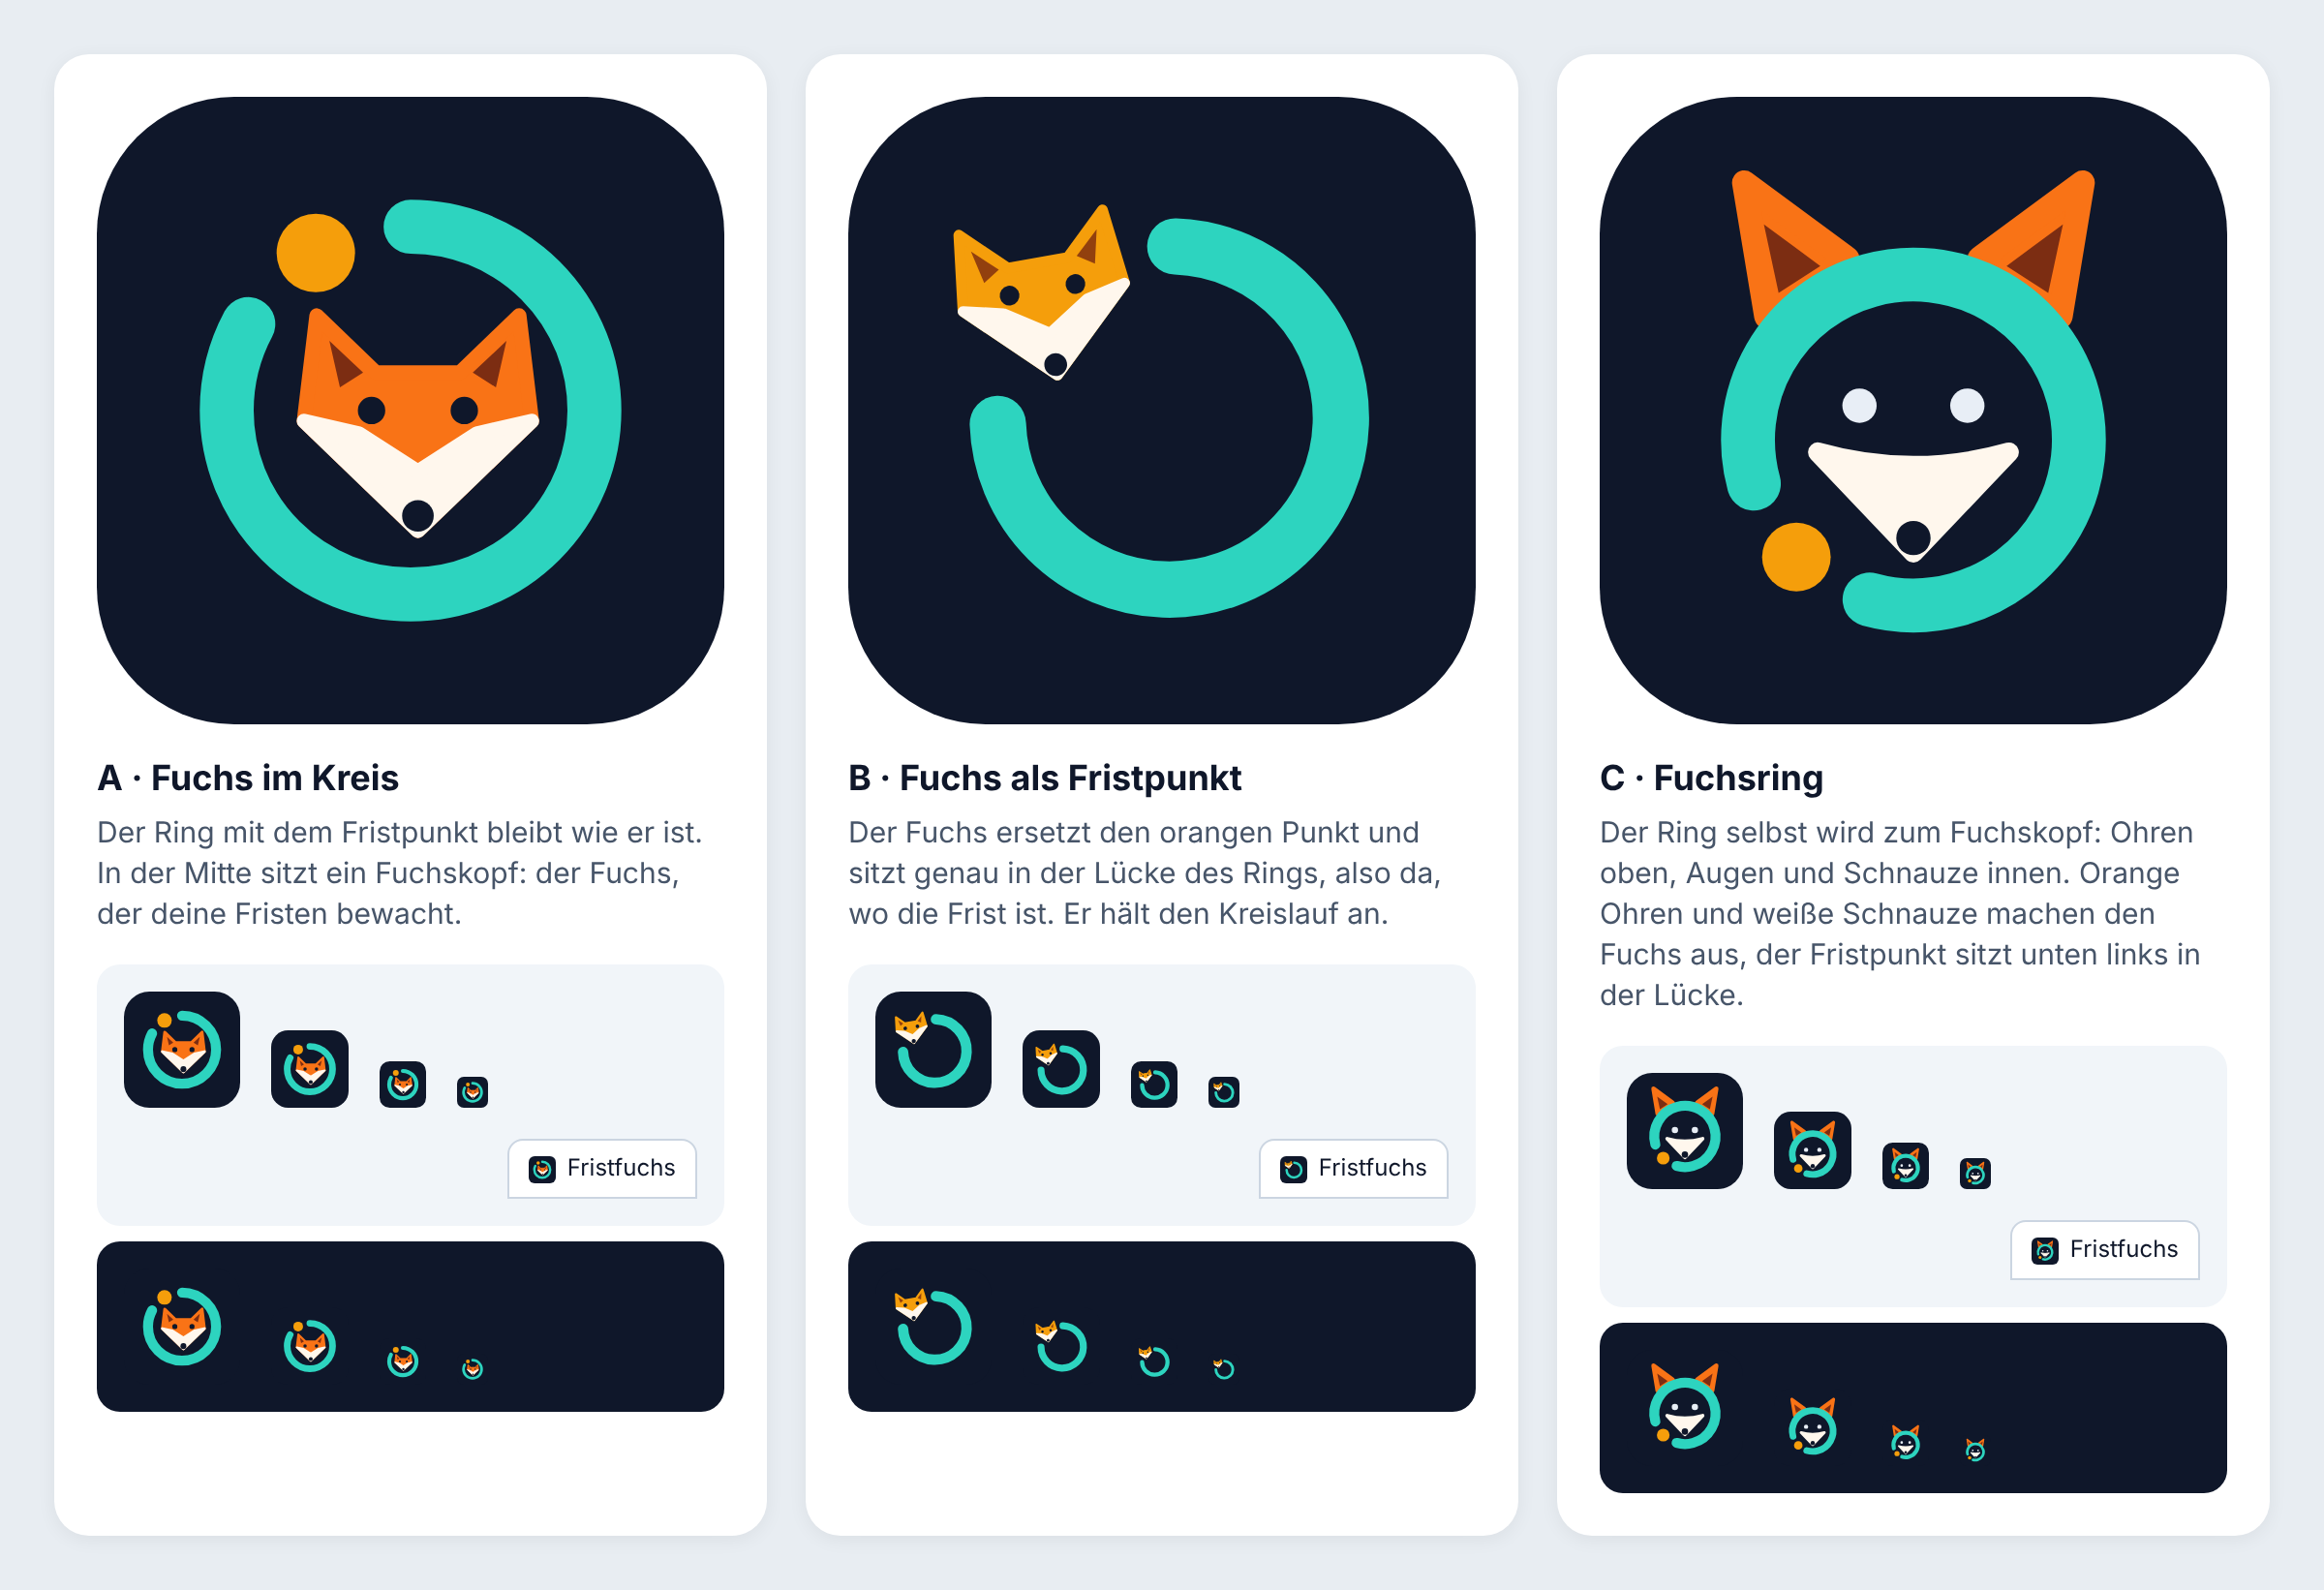 A · Fuchs im Kreis
Der Ring mit dem Fristpunkt bleibt wie er ist.
In der Mitte sitzt ein Fuchskopf: der Fuchs,
der deine Fristen bewacht.
Fristfuchs
B · Fuchs als Fristpunkt
Der Fuchs ersetzt den orangen Punkt und
sitzt genau in der Lücke des Rings, also da,
wo die Frist ist. Er hält den Kreislauf an.
Fristfuchs
C · Fuchsring
Der Ring selbst wird zum Fuchskopf: Ohren
oben, Augen und Schnauze innen. Orange
Ohren und weiße Schnauze machen den
Fuchs aus, der Fristpunkt sitzt unten links in
der Lücke.
Fristfuchs